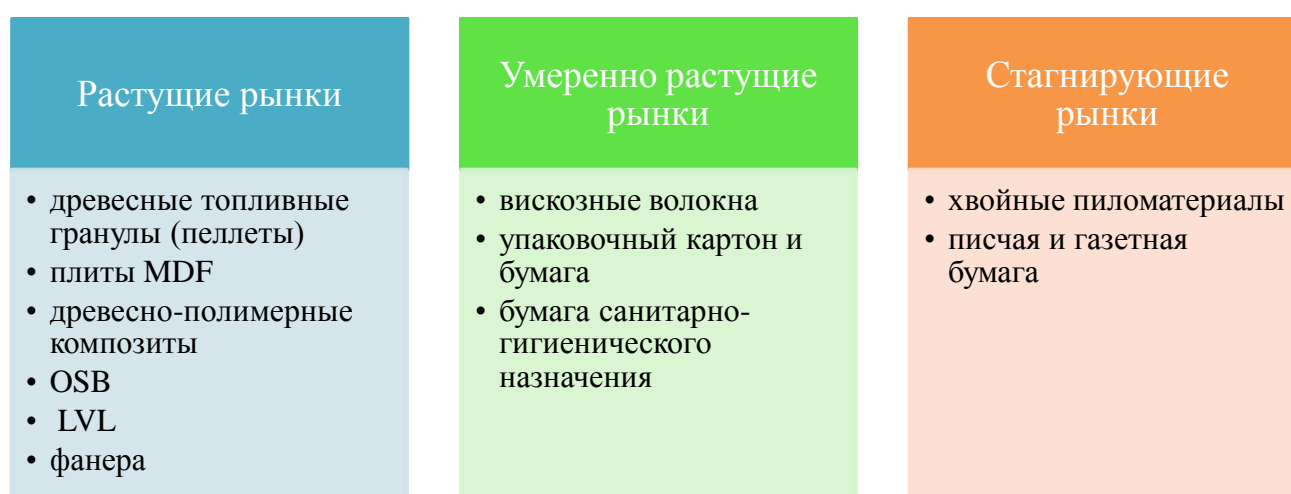 Растущие рынки
• древесные топливные
гранулы (пеллеты)
• плиты MDF
• древесно-полимерные
композиты
• OSB
• LVL
• фанера
Умеренно растущие
рынки
• вискозные волокна
• упаковочный картон и
бумага
• бумага санитарно-
гигиенического
назначения
Стагнирующие
рынки
• хвойные пиломатериалы
• писчая и газетная
бумага